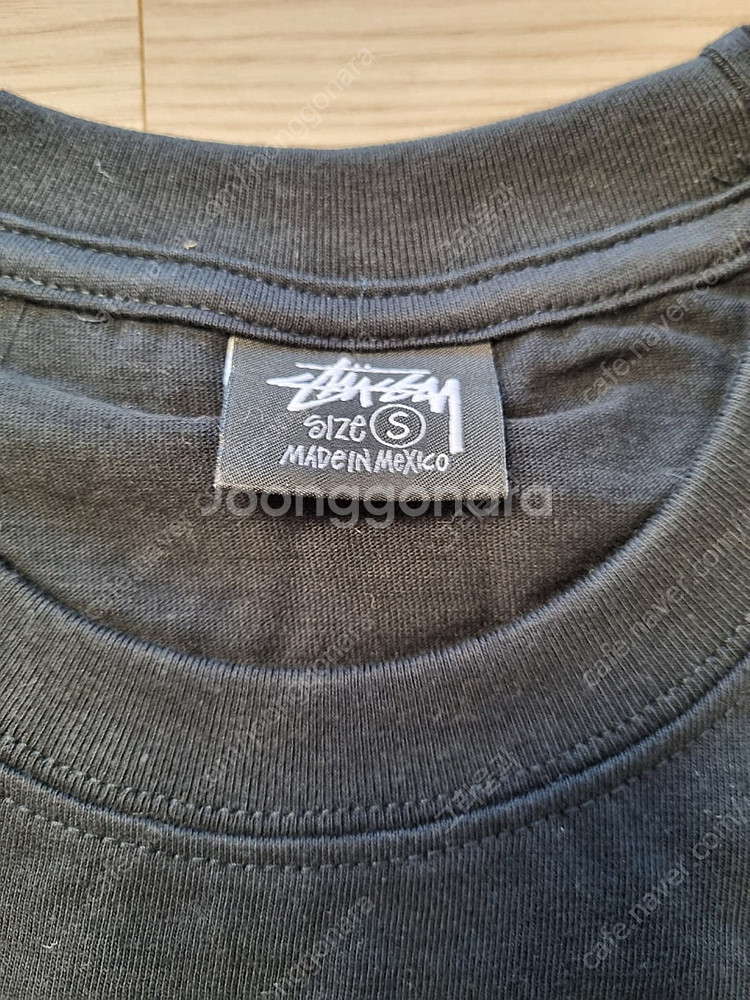 Stüssy
SIZE S
MADE IN MEXICO
Joonggonara
cafe.naver.com/joonggonara